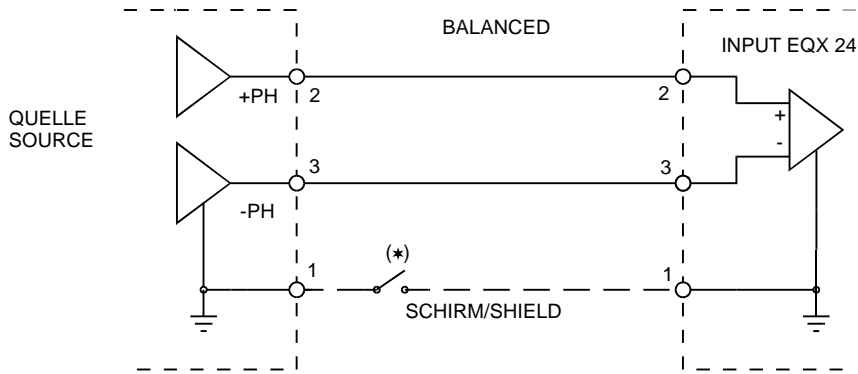 BALANCED
INPUT EQX 24
QUELLE
SOURCE
+PH
2
2
+
-
3
3
-PH
1
(✶)
1
SCHIRM/SHIELD